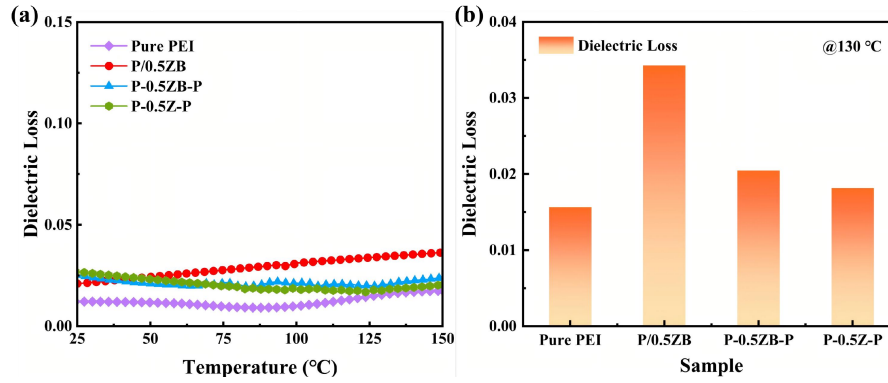 (a)
0.15
0.10
0.05
0.00
Dielectric Loss
Pure PEI
P/0.5ZB
P-0.5ZB-P
P-0.5Z-P
25 50 75 100 125 150
Temperature (℃)
(b)
0.04
0.03
0.02
0.01
0.00
Dielectric Loss
Dielectric Loss
@130 ℃
Pure PEI P/0.5ZB P-0.5ZB-P P-0.5Z-P
Sample